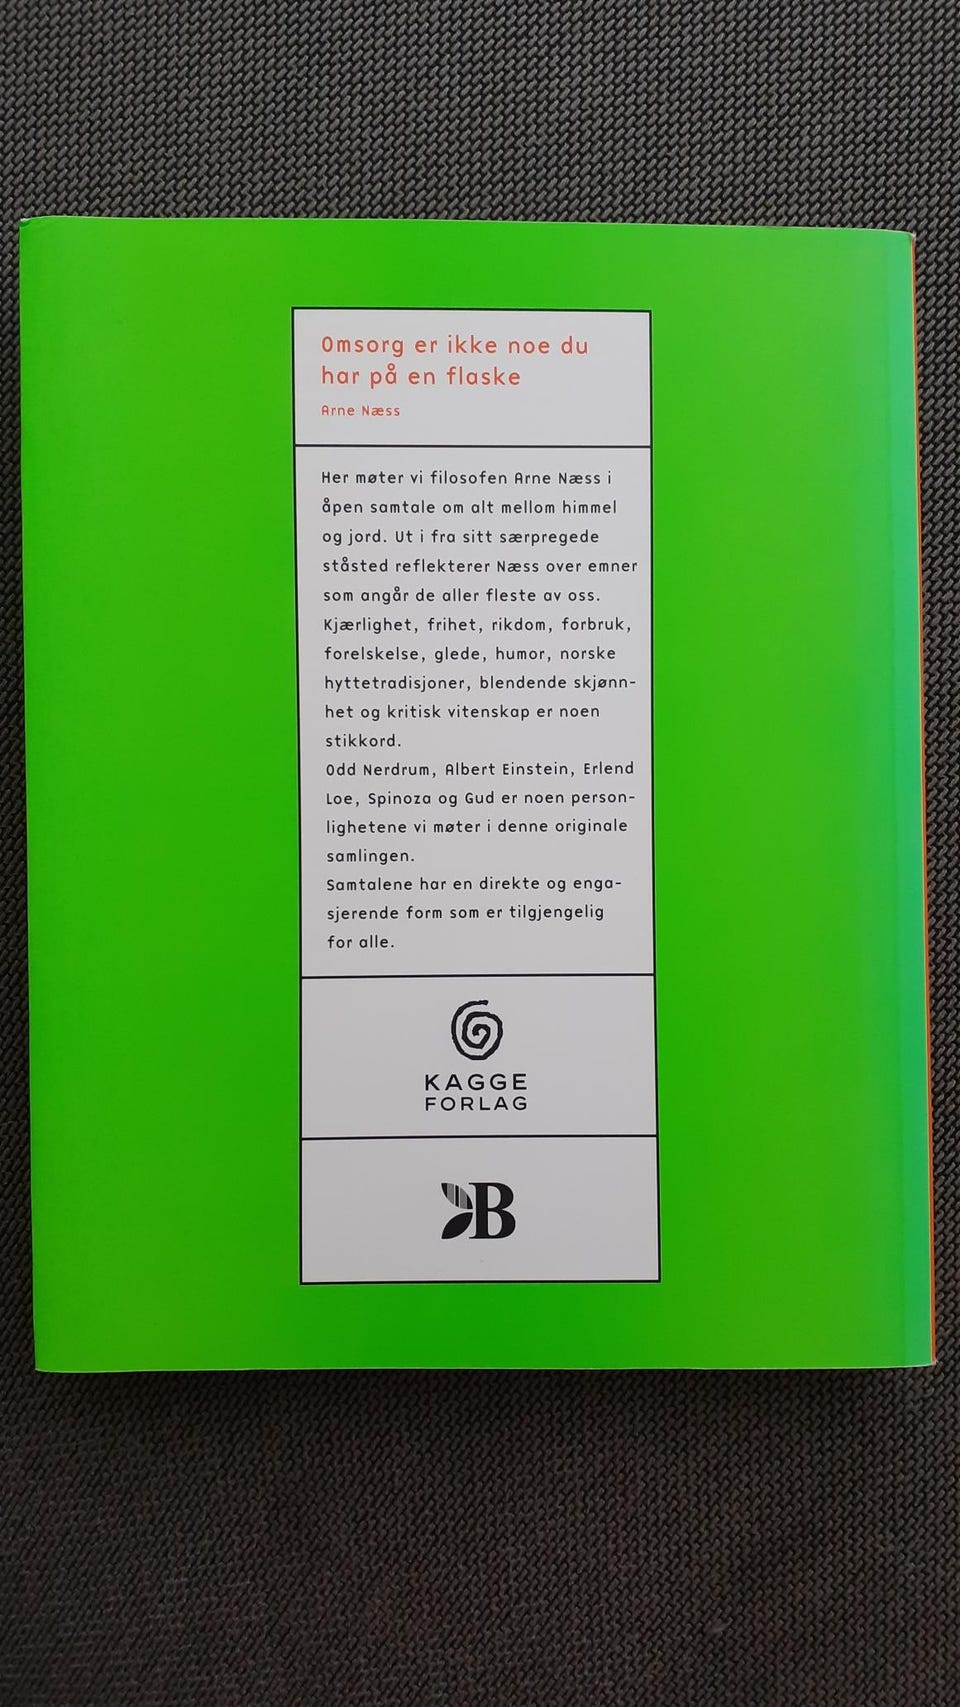 Omsorg er ikke noe du
har på en flaske
Arne Næss
Her møter vi filosofen Arne Næss i
åpen samtale om alt mellom himmel
og jord. Ut i fra sitt særpregede
ståsted reflekterer Næss over emner
som angår de aller fleste av oss.
Kjærlighet, frihet, rikdom, forbruk,
forelskelse, glede, humor, norske
hyttetradisjoner, blendende skjønn-
het og kritisk vitenskap er noen
stikkord.
Odd Nerdrum, Albert Einstein, Erlend
Loe, Spinoza og Gud er noen person-
lighetene vi møter i denne originale
samlingen.
Samtalene har en direkte og enga-
sjerende form som er tilgjengelig
for alle.
KAGGE
FORLAG
B